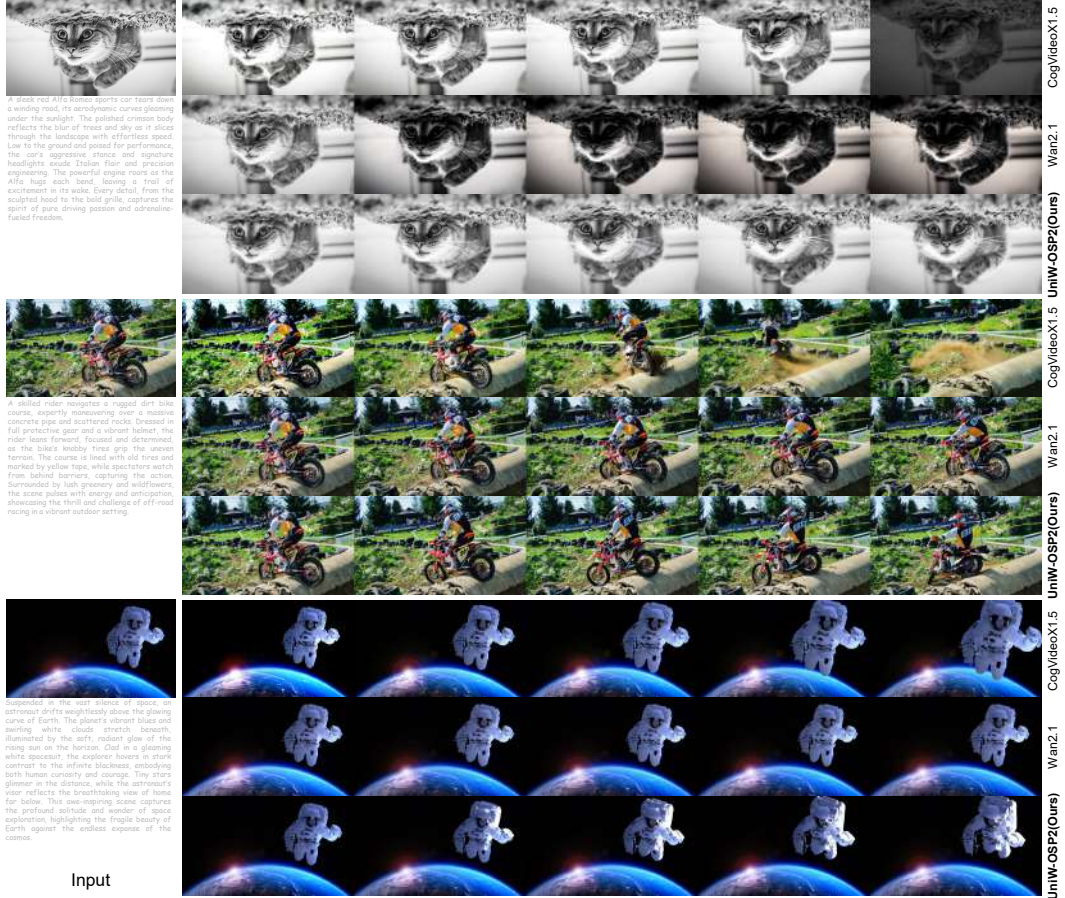 CogVideoX1.5
A sleek red Alfa Romeo sports car tears down
a winding road, its aerodynamic curves gleaming
under the sunlight. The polished crimson body
reflects the blur of trees and sky as it slices
through the landscape with effortless speed.
Low to the ground and poised for performance,
the car's aggressive stance and signature
headlights exude Italian flair and precision
engineering. The powerful engine roars as the
Alfa hugs each bend, leaving a trail of
excitement in its wake. Every detail, from the
sculpted hood to the bold grille, captures the
spirit of pure driving passion and adrenaline-
fueled freedom.
Wan2.1
UniW-OSP2(Ours)
CogVideoX1.5
A skilled rider navigates a rugged dirt bike
course, expertly maneuvering over a massive
concrete pipe and scattered rocks. Dressed in
full protective gear and a vibrant helmet, the
rider leans forward, focused and determined,
as the bike's knobby tires grip the uneven
terrain. The course is lined with old tires and
marked by yellow tape, while spectators watch
from behind barriers, capturing the action.
Surrounded by lush greenery and wildflowers,
the scene pulses with energy and anticipation,
showcasing the thrill and challenge of off-road
racing in a vibrant outdoor setting.
Wan2.1
UniW-OSP2(Ours)
CogVideoX1.5
Suspended in the vast silence of space, an
astronaut drifts weightlessly above the glowing
curve of Earth. The planet's vibrant blues and
swirling white clouds stretch beneath,
illuminated by the soft, radiant glow of the
rising sun on the horizon. Clad in a gleaming
white spacesuit, the explorer hovers in stark
contrast to the infinite blackness, embodying
both human curiosity and courage. Tiny stars
glimmer in the distance, while the astronaut's
visor reflects the breathtaking view of home
far below. This awe-inspiring scene captures
the profound solitude and wonder of space
exploration, highlighting the fragile beauty of
Earth against the endless expanse of the
cosmos.
Wan2.1
UniW-OSP2(Ours)
Input